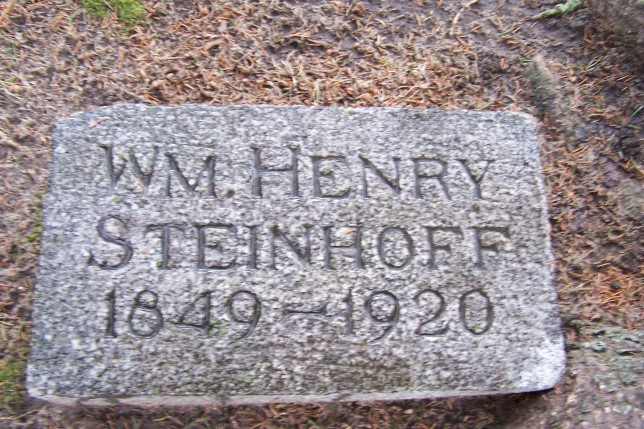 WM. HENRY
STEINHOFF
1849-1920